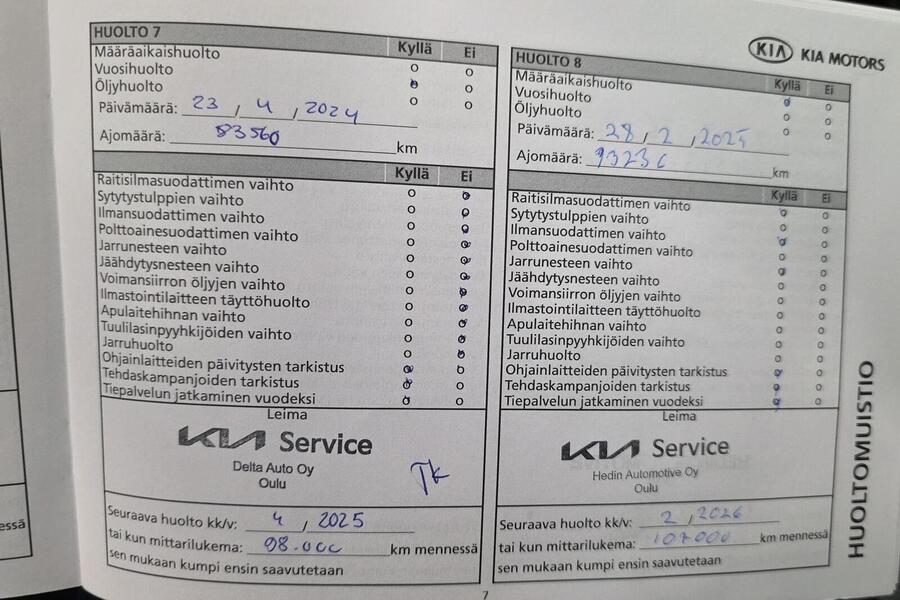 HUOLTO 7
Kyllä Ei
Määräaikaishuolto
Vuosihuolto
Öljyhuolto
Päivämäärä: 23 , 4 , 2024
Ajomäärä: 83560 km
Kyllä Ei
Raitisilmasuodattimen vaihto
Sytytystulppien vaihto
Ilmansuodattimen vaihto
Polttoainesuodattimen vaihto
Jarrunesteen vaihto
Jäähdytysnesteen vaihto
Voimansiirron öljyjen vaihto
Ilmastointilaitteen täyttöhuolto
Apulaitehihnan vaihto
Tuulilasinpyyhkijöiden vaihto
Jarruhuolto
Ohjainlaitteiden päivitysten tarkistus
Tehdaskampanjoiden tarkistus
Tiepalvelun jatkaminen vuodeksi
Leima
KIA Service
Delta Auto Oy
Oulu
TK
Seuraava huolto kk/v: 4 , 2025
tai kun mittarilukema: 98.000 km mennessä
sen mukaan kumpi ensin saavutetaan
KIA KIA MOTORS
HUOLTO 8
Kyllä Ei
Määräaikaishuolto
Vuosihuolto
Öljyhuolto
Päivämäärä: 28 , 2 , 2025
Ajomäärä: 93236 km
Kyllä Ei
Raitisilmasuodattimen vaihto
Sytytystulppien vaihto
Ilmansuodattimen vaihto
Polttoainesuodattimen vaihto
Jarrunesteen vaihto
Jäähdytysnesteen vaihto
Voimansiirron öljyjen vaihto
Ilmastointilaitteen täyttöhuolto
Apulaitehihnan vaihto
Tuulilasinpyyhkijöiden vaihto
Jarruhuolto
Ohjainlaitteiden päivitysten tarkistus
Tehdaskampanjoiden tarkistus
Tiepalvelun jatkaminen vuodeksi
Leima
KIA Service
Hedin Automotive Oy
Oulu
Seuraava huolto kk/v: 2 , 2026
tai kun mittarilukema: 107000 km mennessä
sen mukaan kumpi ensin saavutetaan
HUOLTOMUISTIO
7